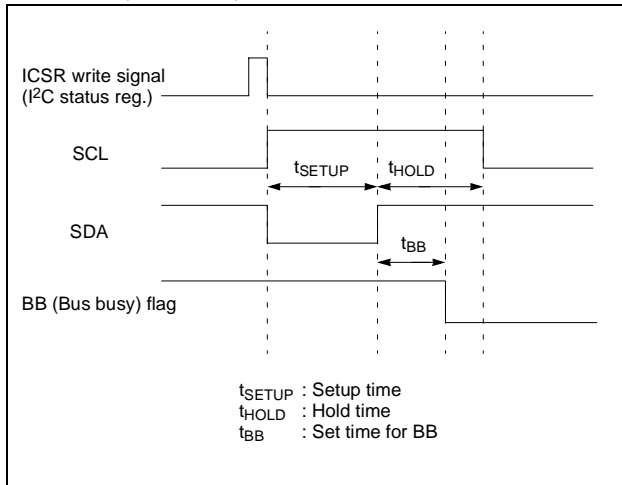 ICSR write signal
(I²C status reg.)
SCL
tSETUP
tHOLD
SDA
tBB
BB (Bus busy) flag
tSETUP : Setup time
tHOLD : Hold time
tBB : Set time for BB